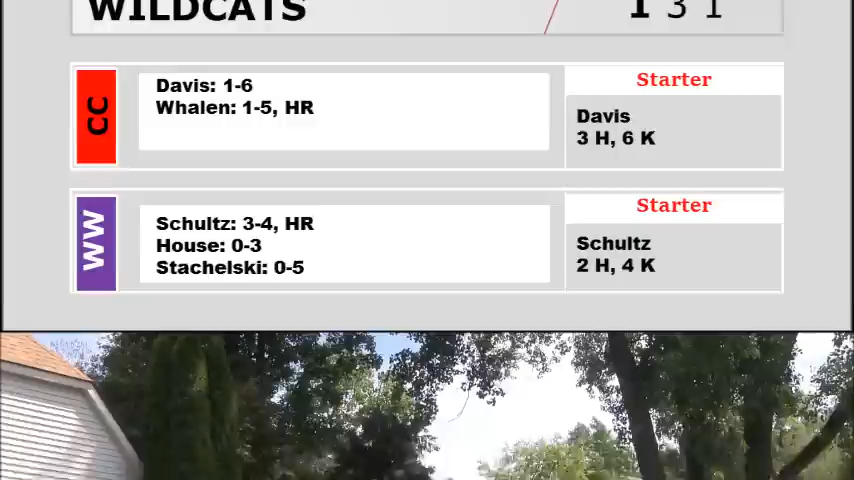 WILDCATS
1 3 1
CC
Davis: 1-6
Whalen: 1-5, HR
Starter
Davis
3 H, 6 K
WW
Schultz: 3-4, HR
House: 0-3
Stachelski: 0-5
Starter
Schultz
2 H, 4 K